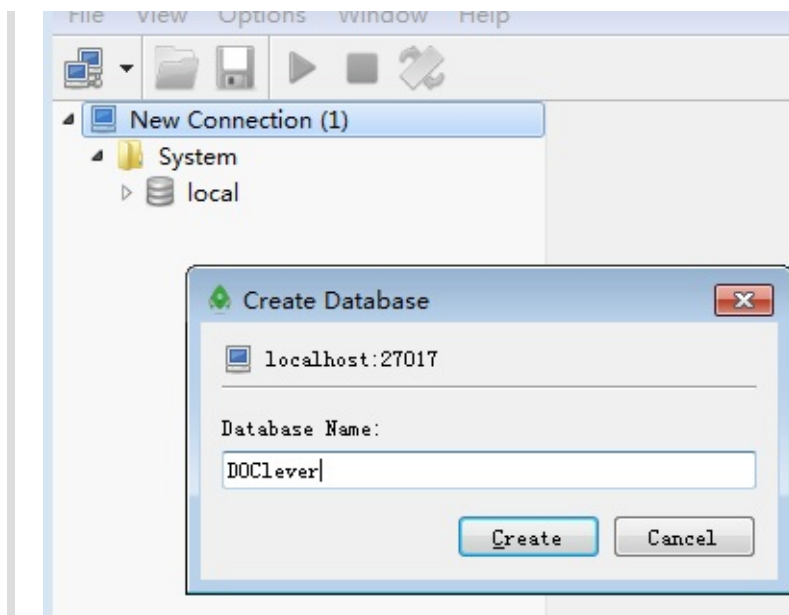 File View Options Window Help
New Connection (1)
System
local
Create Database
localhost:27017
Database Name:
DOClever
Create Cancel